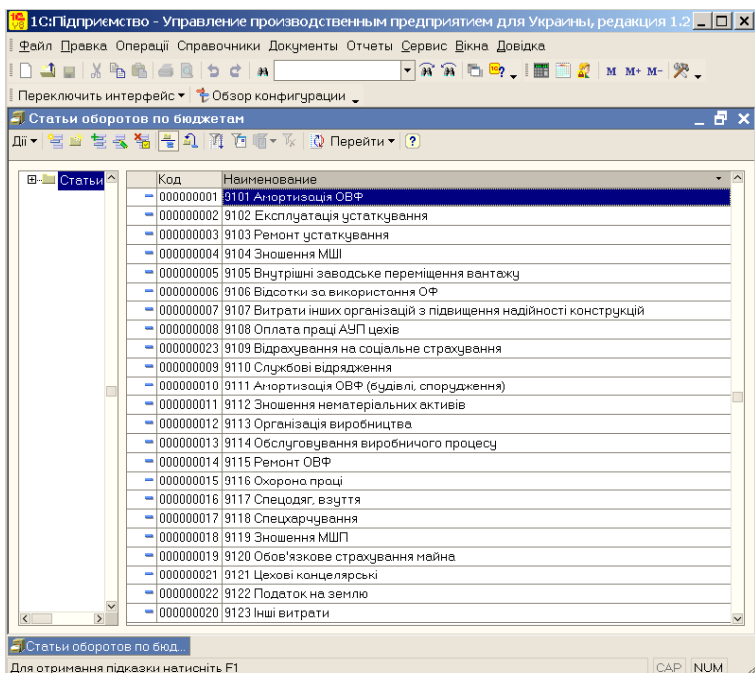 1С:Підприємство - Управление производственным предприятием для Украины, редакция 1.2
Файл Правка Операції Справочники Документы Отчеты Сервис Вікна Довідка
M M+ M-
Переключить интерфейс Обзор конфигурации
Статьи оборотов по бюджетам
Дії Перейти
Статьи
Код Наименование
000000001 9101 Амортизація ОВФ
000000002 9102 Експлуатація устаткування
000000003 9103 Ремонт устаткування
000000004 9104 Зношення МШІ
000000005 9105 Внутрішні заводське переміщення вантажу
000000006 9106 Відсотки за використання ОФ
000000007 9107 Витрати інших організацій з підвищення надійності конструкцій
000000008 9108 Оплата праці АУП цехів
000000023 9109 Відрахування на соціальне страхування
000000009 9110 Службові відрядження
000000010 9111 Амортизація ОВФ (будівлі, спорудження)
000000011 9112 Зношення нематеріальних активів
000000012 9113 Організація виробництва
000000013 9114 Обслуговування виробничого процесу
000000014 9115 Ремонт ОВФ
000000015 9116 Охорона праці
000000016 9117 Спецодяг, взуття
000000017 9118 Спецхарчування
000000018 9119 Зношення МШП
000000019 9120 Обов'язкове страхування майна
000000021 9121 Цехові канцелярські
000000022 9122 Податок на землю
000000020 9123 Інші витрати
Статьи оборотов по бюд...
Для отримання підказки натисніть F1 CAP NUM